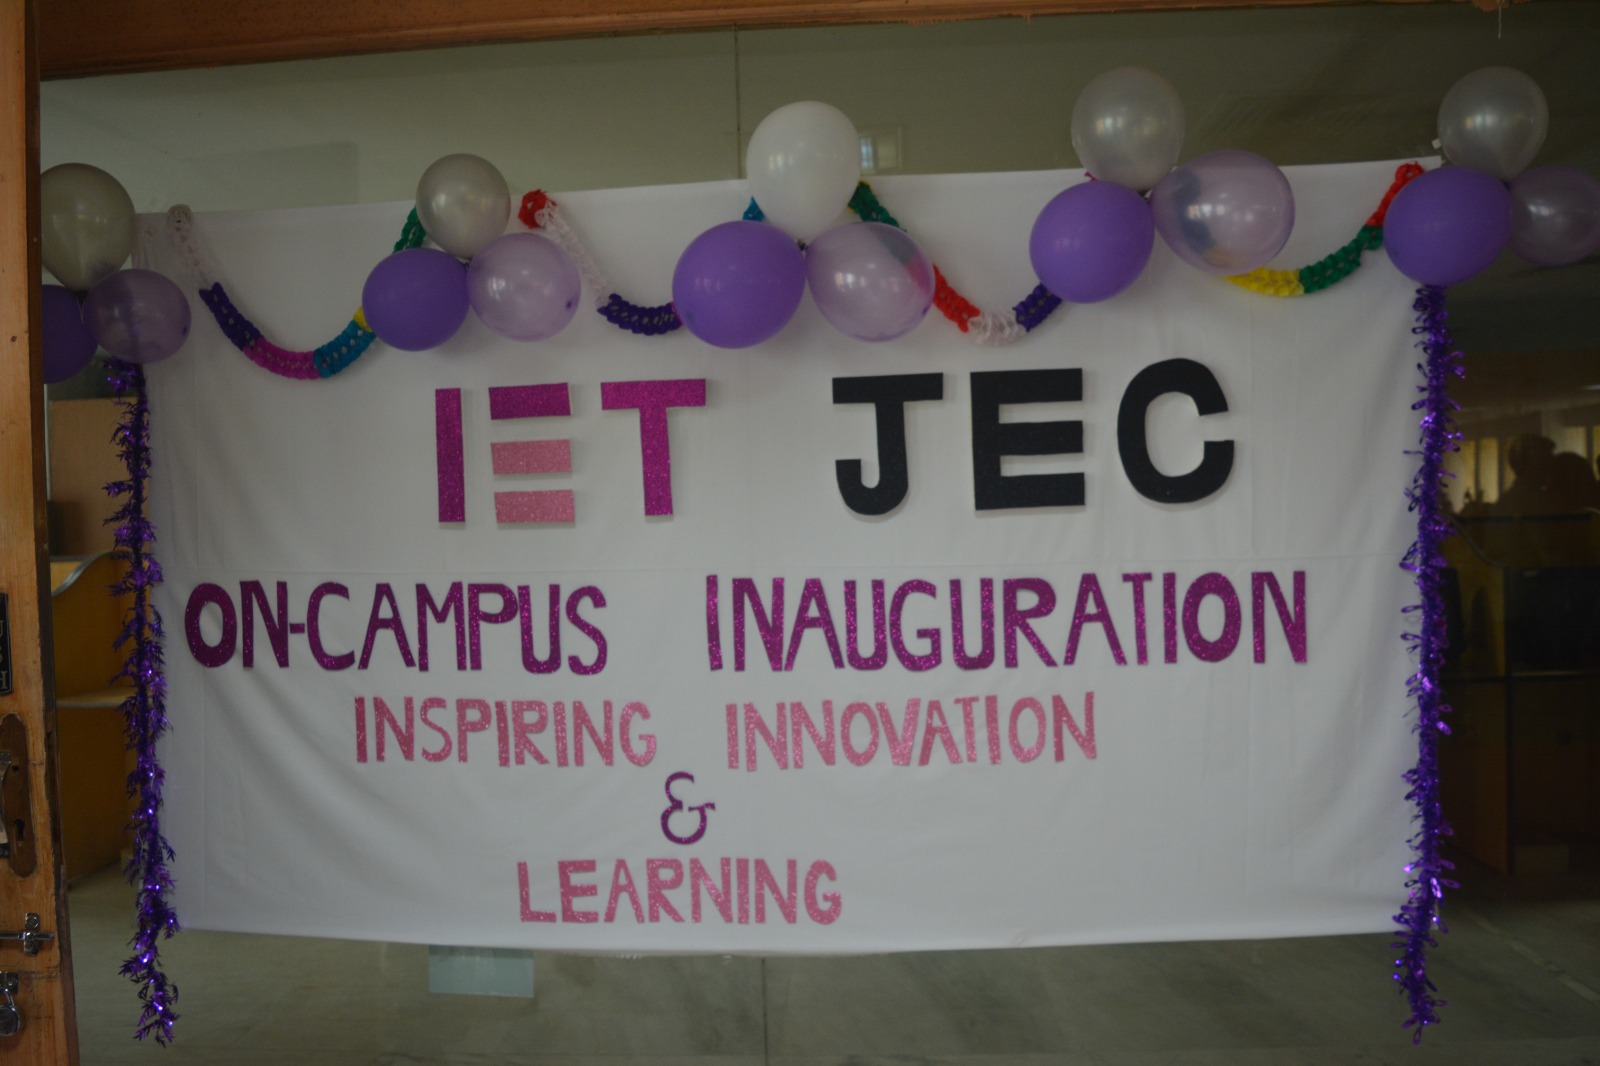 IET JEC
ON-CAMPUS INAUGURATION
INSPIRING INNOVATION
&
LEARNING